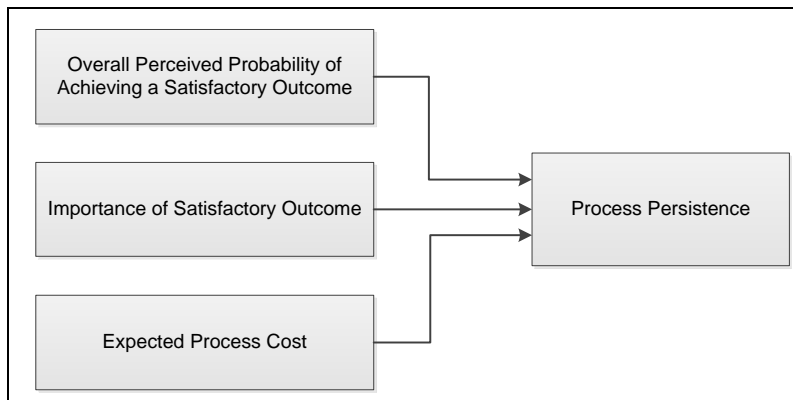 Overall Perceived Probability of
Achieving a Satisfactory Outcome
Importance of Satisfactory Outcome
Process Persistence
Expected Process Cost